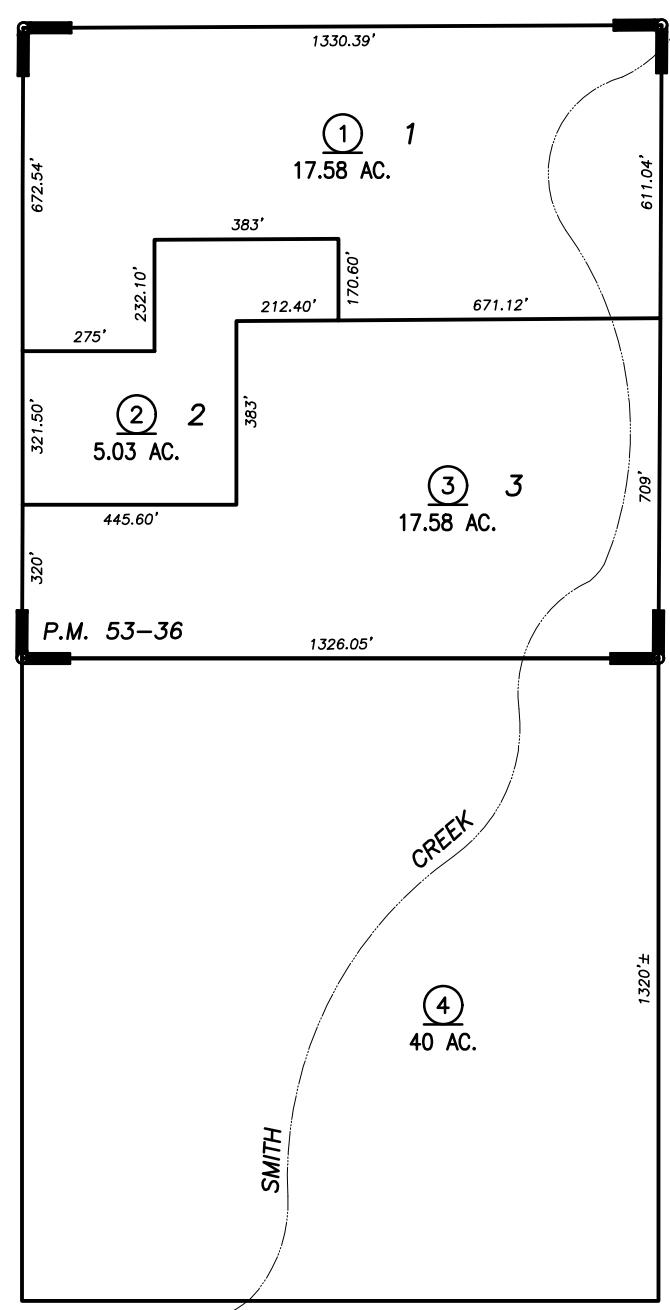 1330.39'
1 1
17.58 AC.
672.54'
611.04'
383'
232.10'
170.60'
212.40'
671.12'
275'
321.50'
2 2
5.03 AC.
383'
3 3
17.58 AC.
709'
445.60'
320'
P.M. 53-36
1326.05'
CREEK
1320'±
4
40 AC.
SMITH